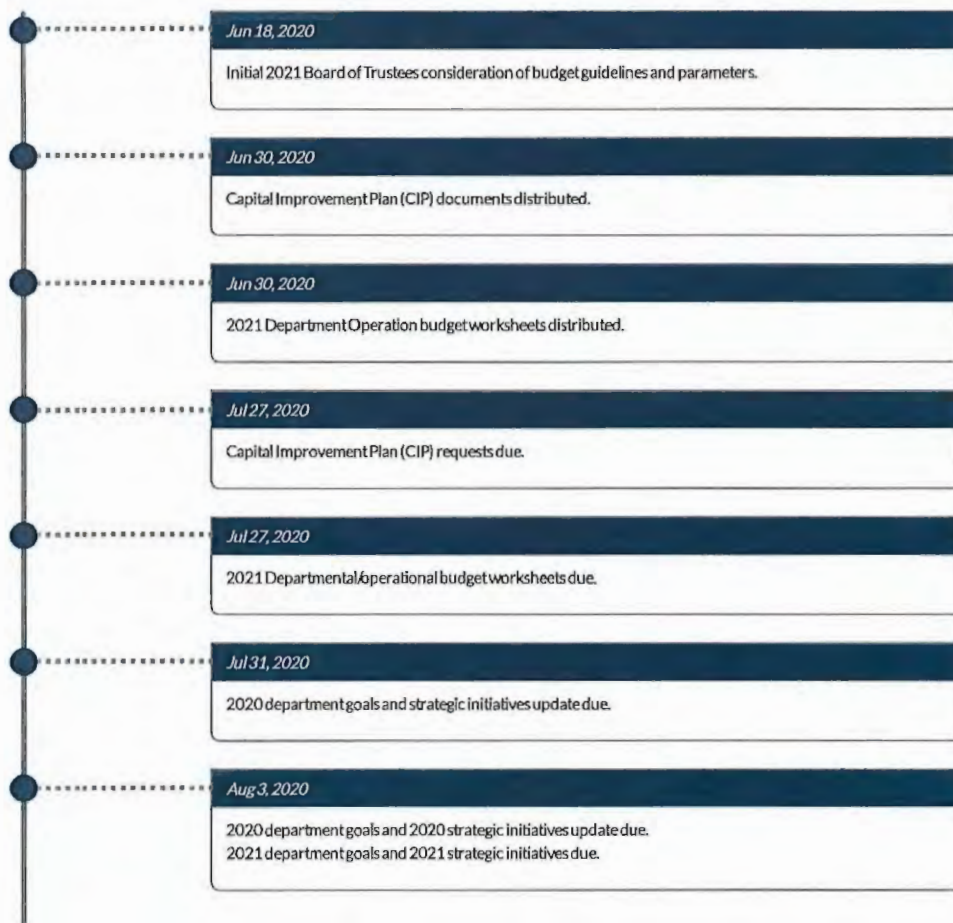 Jun 18, 2020
Initial 2021 Board of Trustees consideration of budget guidelines and parameters.
Jun 30, 2020
Capital Improvement Plan (CIP) documents distributed.
Jun 30, 2020
2021 Department Operation budget worksheets distributed.
Jul 27, 2020
Capital Improvement Plan (CIP) requests due.
Jul 27, 2020
2021 Departmental/operational budget worksheets due.
Jul 31, 2020
2020 department goals and strategic initiatives update due.
Aug 3, 2020
2020 department goals and 2020 strategic initiatives update due.
2021 department goals and 2021 strategic initiatives due.